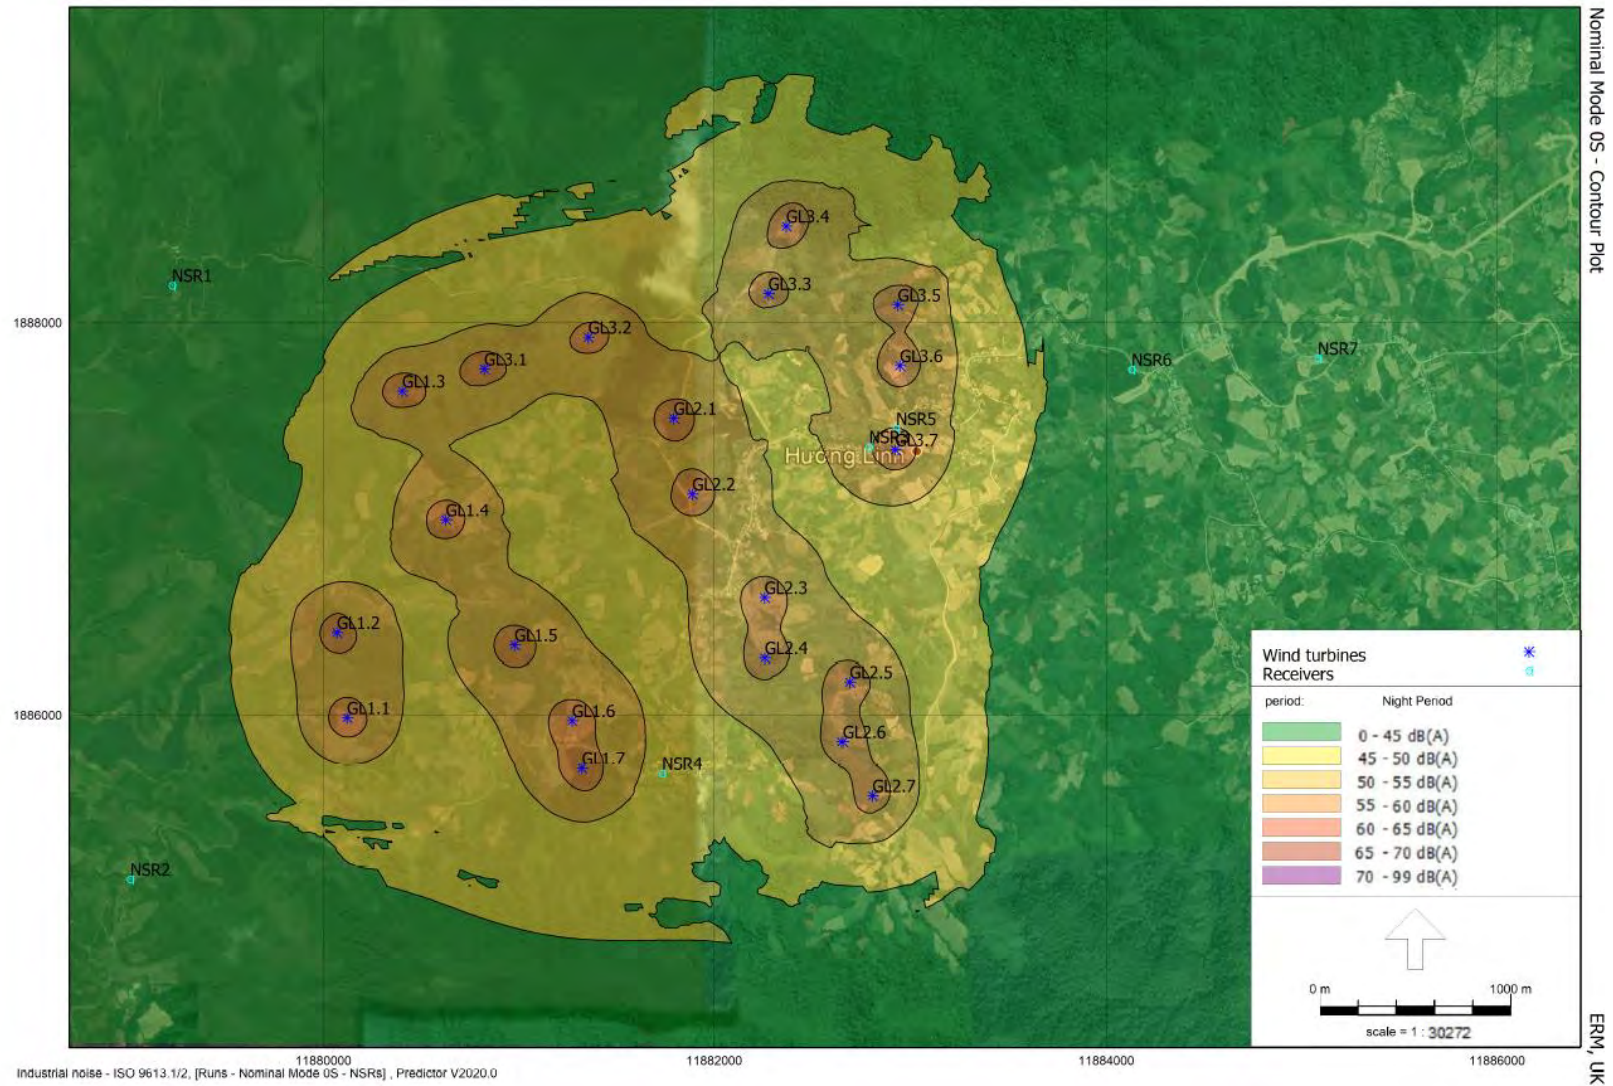 Nominal Mode 0S - Contour Plot
GL3.4
NSR1
GL3.3
GL3.5
1888000
GL3.2
GL3.1
GL3.6
NSR6
NSR7
GL1.3
GL2.1
NSR5
NSR3
GL3.7
Hướng Linh
GL2.2
GL1.4
GL2.3
GL1.2
GL1.5
GL2.4
GL2.5
GL1.1
GL1.6
1886000
GL2.6
GL1.7
NSR4
GL2.7
NSR2
Wind turbines
Receivers
period: Night Period
0 - 45 dB(A)
45 - 50 dB(A)
50 - 55 dB(A)
55 - 60 dB(A)
60 - 65 dB(A)
65 - 70 dB(A)
70 - 99 dB(A)
0 m 1000 m
scale = 1 : 30272
ERM, UK
11880000 11882000 11884000 11886000
Industrial noise - ISO 9613.1/2, [Runs - Nominal Mode 0S - NSRs] , Predictor V2020.0